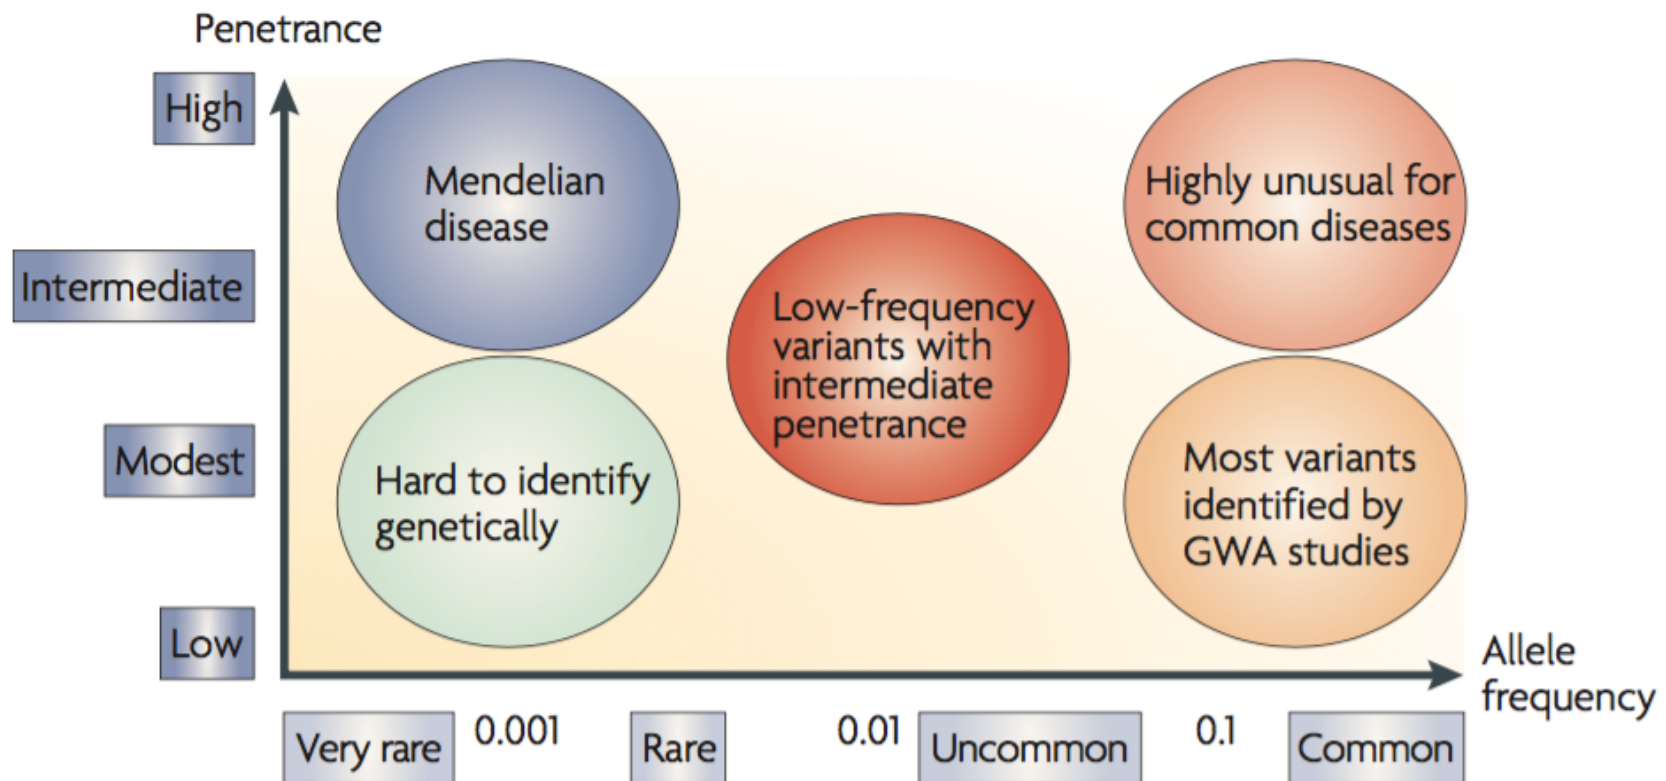 Penetrance
High
Intermediate
Modest
Low
Mendelian
disease
Highly unusual for
common diseases
Low-frequency
variants with
intermediate
penetrance
Hard to identify
genetically
Most variants
identified by
GWA studies
Allele
frequency
Very rare
0.001
Rare
0.01
Uncommon
0.1
Common